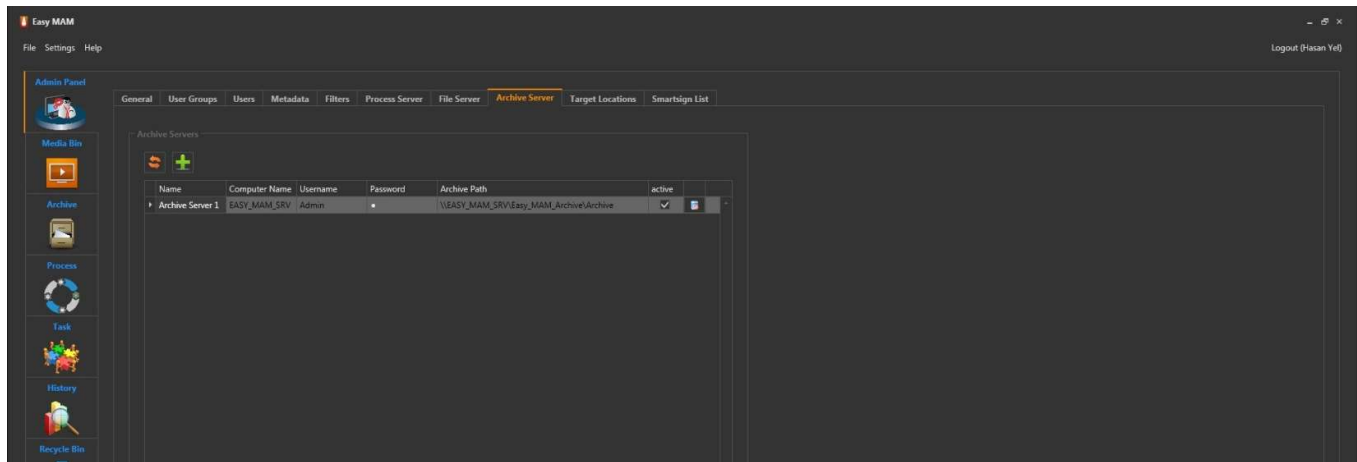 Easy MAM
File Settings Help
Logout (Hasan Yel)
Admin Panel
Media Bin
Archive
Process
Task
History
Recycle Bin
General User Groups Users Metadata Filters Process Server File Server Archive Server Target Locations Smartsign List
Archive Servers
Name Computer Name Username Password Archive Path active
Archive Server 1 EASY_MAM_SRV Admin \\EASY_MAM_SRV\Easy_MAM_Archive\Archive